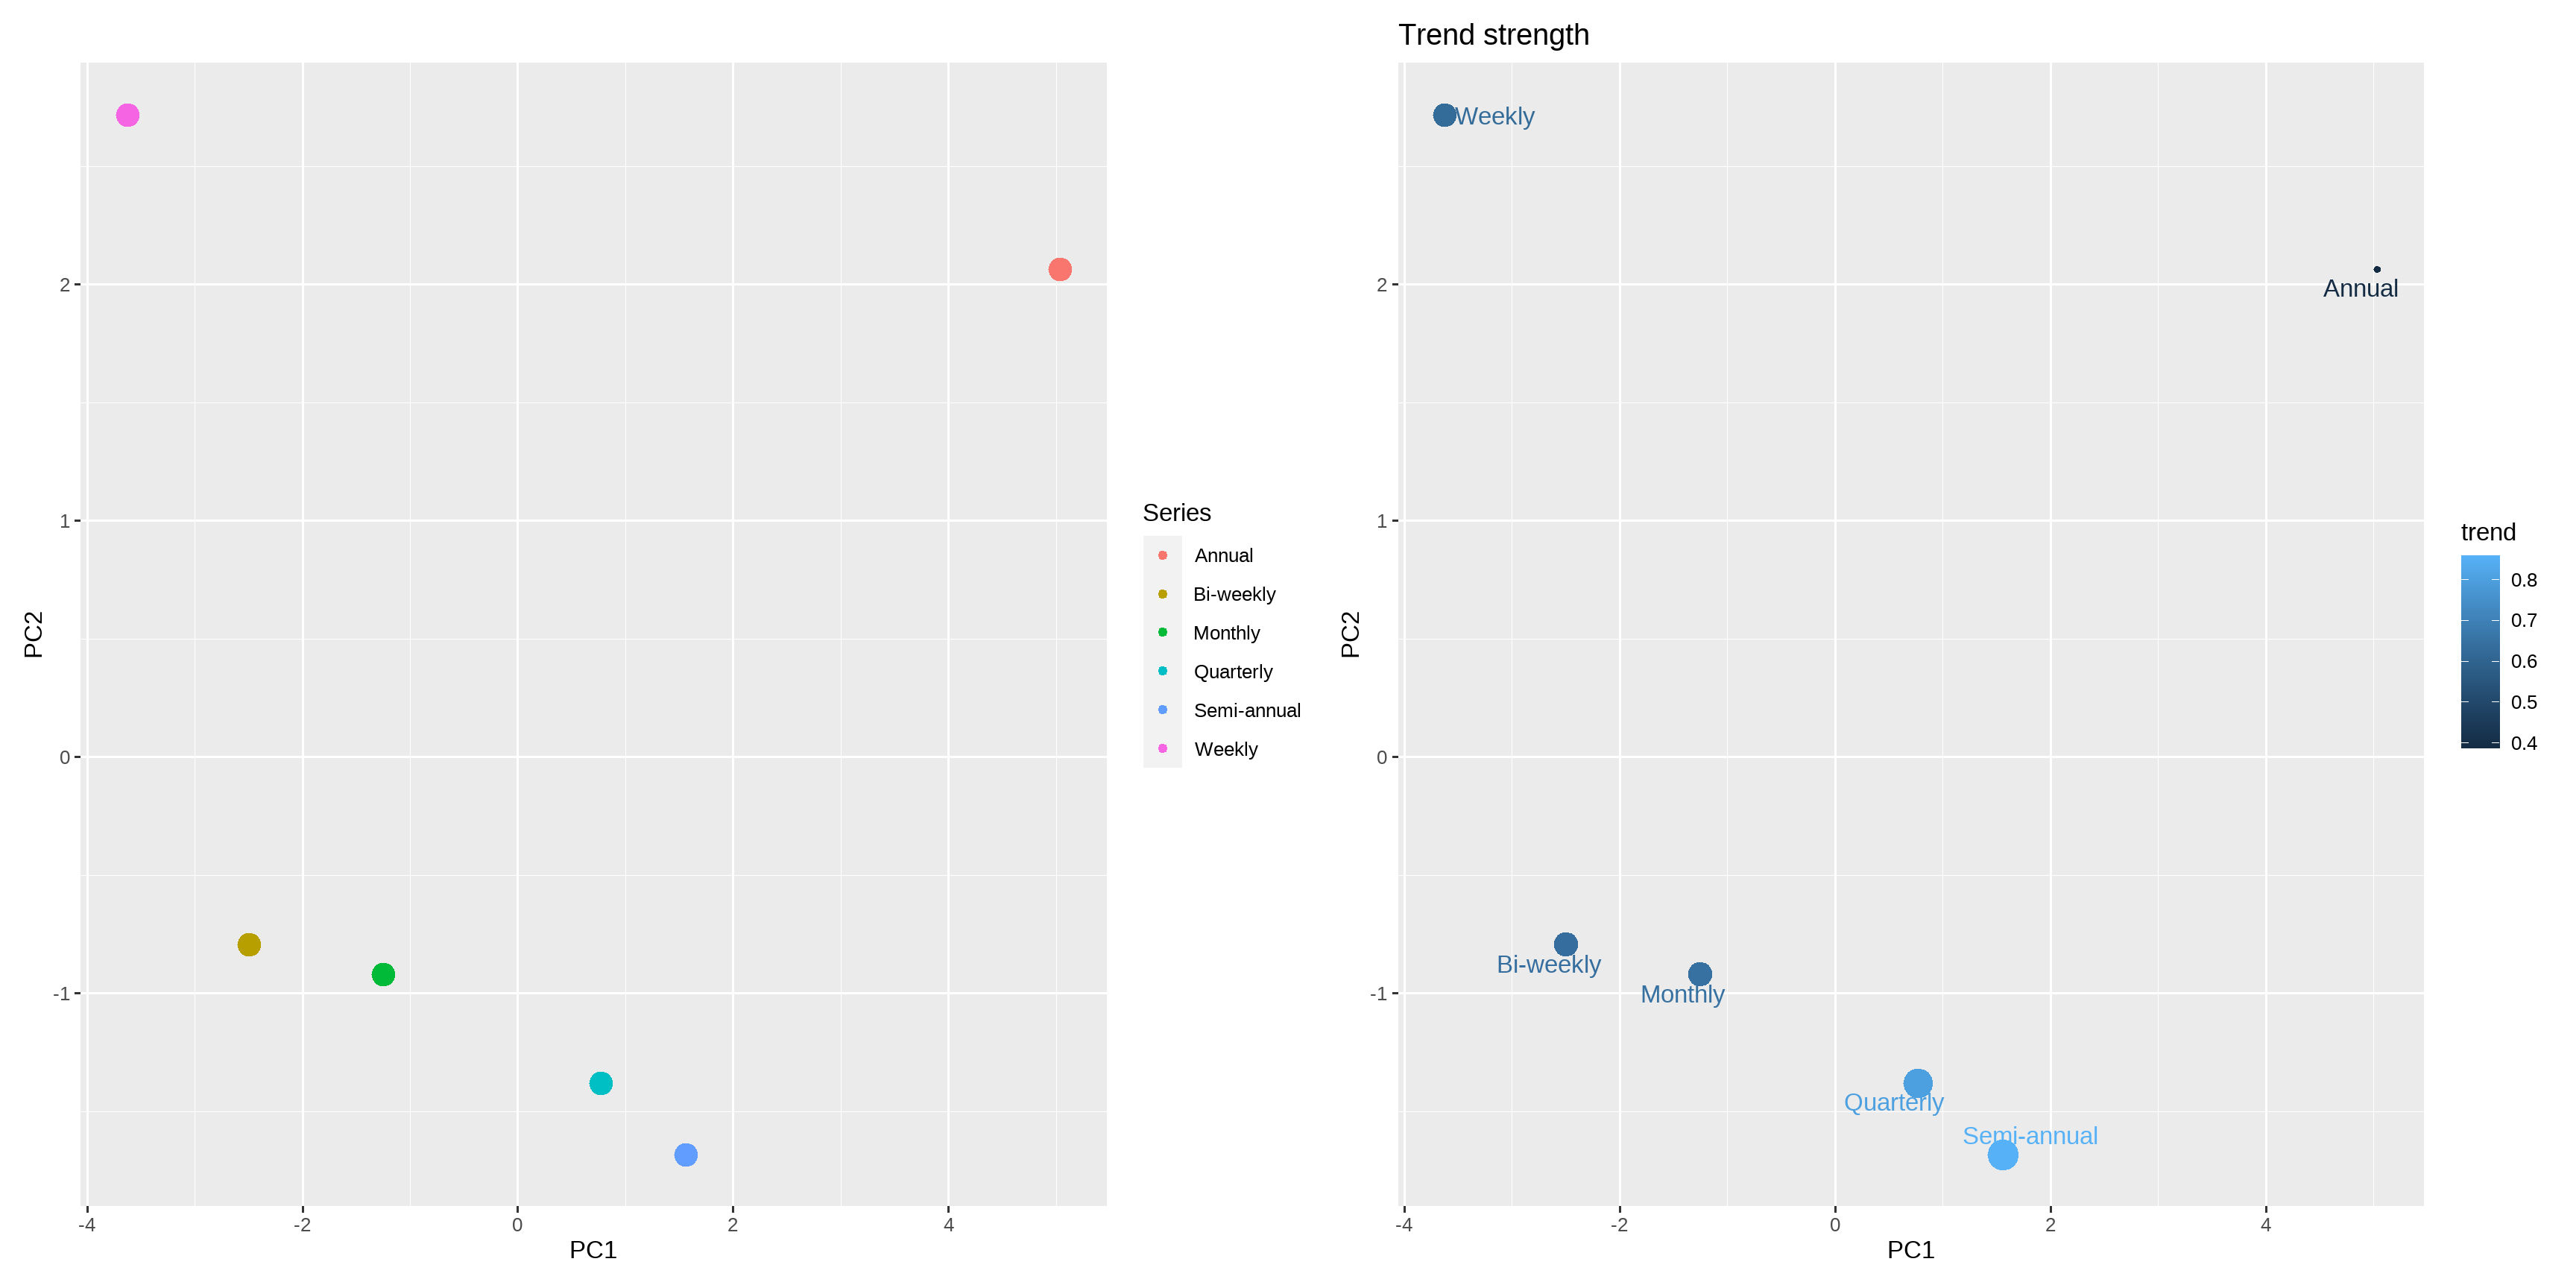 2
1
0
-1
PC2
-4
-2
0
2
4
PC1
Series
Annual
Bi-weekly
Monthly
Quarterly
Semi-annual
Weekly
Trend strength
Weekly
Annual
Bi-weekly
Monthly
Quarterly
Semi-annual
2
1
0
-1
PC2
-4
-2
0
2
4
PC1
trend
0.8
0.7
0.6
0.5
0.4